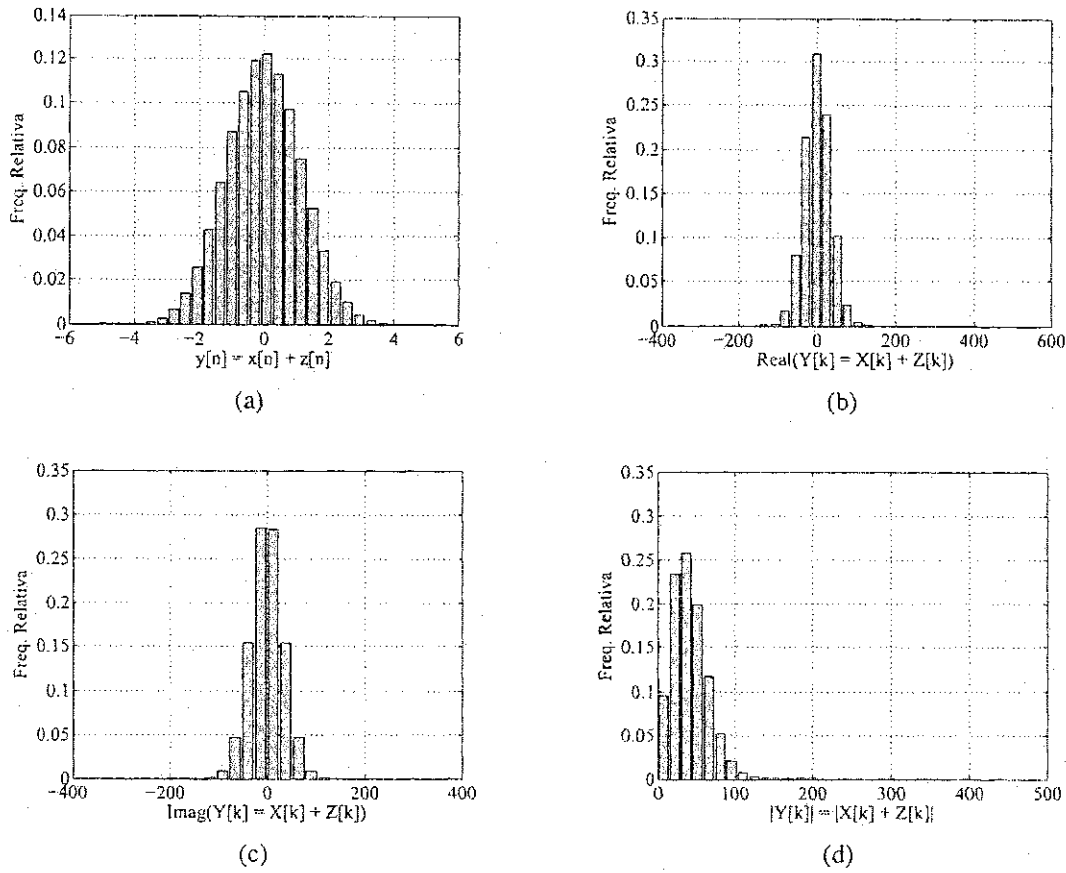 0.14
0.12
0.1
0.08
0.06
0.04
0.02
0
Freq. Relativa
−6 −4 −2 0 2 4 6
y[n] = x[n] + z[n]
(a)
0.35
0.3
0.25
0.2
0.15
0.1
0.05
0
Freq. Relativa
−400 −200 0 200 400 600
Real(Y[k] = X[k] + Z[k])
(b)
0.35
0.3
0.25
0.2
0.15
0.1
0.05
0
Freq. Relativa
−400 −200 0 200 400
Imag(Y[k] = X[k] + Z[k])
(c)
0.35
0.3
0.25
0.2
0.15
0.1
0.05
0
Freq. Relativa
0 100 200 300 400 500
|Y[k]| = |X[k] + Z[k]|
(d)